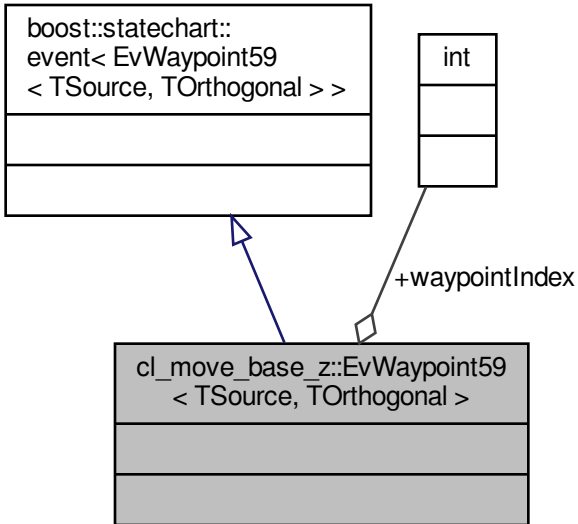 boost::statechart::
event< EvWaypoint59
< TSource, TOrthogonal > >
int
+waypointIndex
cl_move_base_z::EvWaypoint59
< TSource, TOrthogonal >